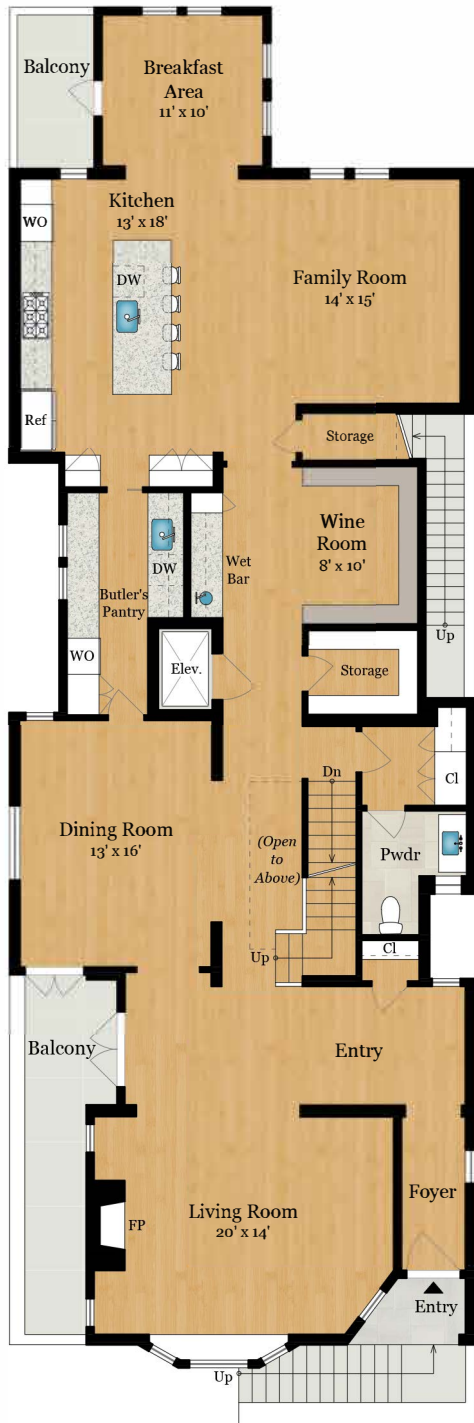 Balcony
Breakfast
Area
11' x 10'
Kitchen
13' x 18'
WO
DW
Family Room
14' x 15'
Ref
Storage
Wine
Room
8' x 10'
Wet
Bar
DW
Butler's
Pantry
Up
WO
Elev.
Storage
Dn
Cl
Dining Room
13' x 16'
(Open
to
Above)
Pwdr
Cl
Up
Balcony
Entry
Living Room
20' x 14'
FP
Foyer
Entry
Up